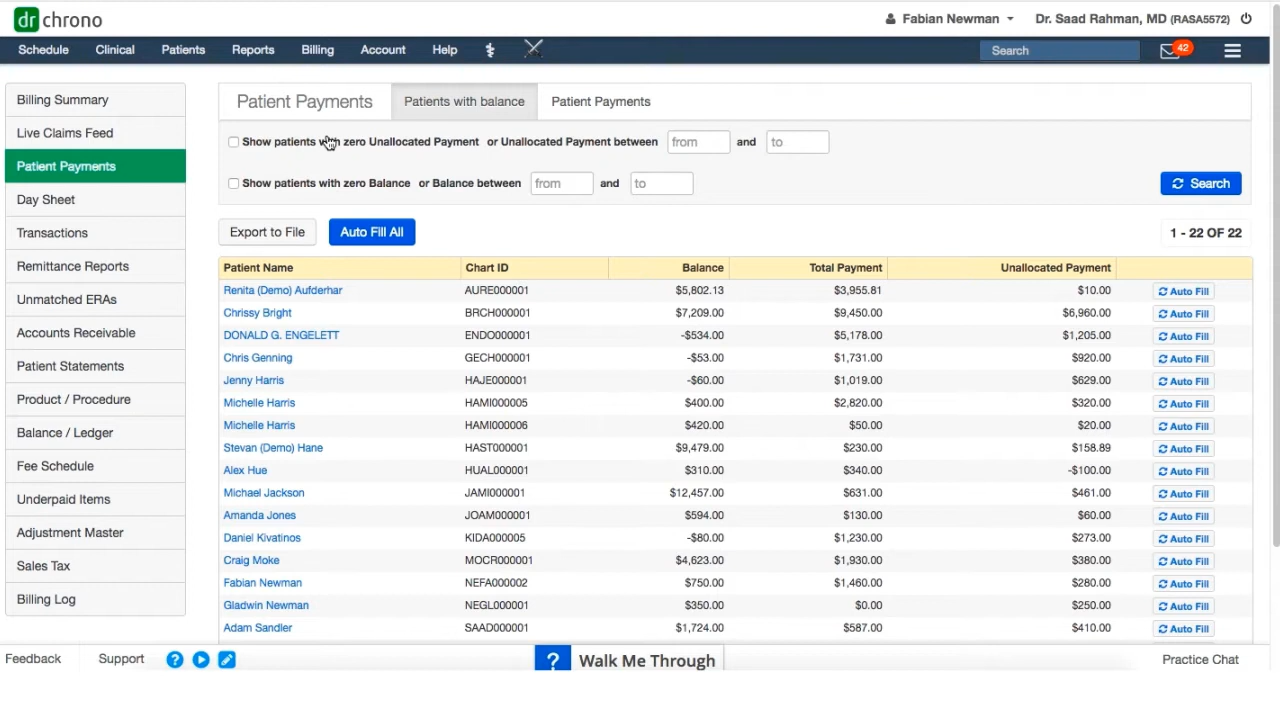 dr chrono
Fabian Newman Dr. Saad Rahman, MD (RASA5572)
Schedule Clinical Patients Reports Billing Account Help Search 42
Billing Summary
Live Claims Feed
Patient Payments
Day Sheet
Transactions
Remittance Reports
Unmatched ERAs
Accounts Receivable
Patient Statements
Product / Procedure
Balance / Ledger
Fee Schedule
Underpaid Items
Adjustment Master
Sales Tax
Billing Log
Patient Payments Patients with balance Patient Payments
Show patients with zero Unallocated Payment or Unallocated Payment between from and to
Show patients with zero Balance or Balance between from and to Search
Export to File Auto Fill All 1 - 22 OF 22
Patient Name Chart ID Balance Total Payment Unallocated Payment
Renita (Demo) Aufderhar AURE000001 $5,802.13 $3,955.81 $10.00 Auto Fill
Chrissy Bright BRCH000001 $7,209.00 $9,450.00 $6,960.00 Auto Fill
DONALD G. ENGELETT ENDO000001 -$534.00 $5,178.00 $1,205.00 Auto Fill
Chris Genning GECH000001 -$53.00 $1,731.00 $920.00 Auto Fill
Jenny Harris HAJE000001 -$60.00 $1,019.00 $629.00 Auto Fill
Michelle Harris HAMI000005 $400.00 $2,820.00 $320.00 Auto Fill
Michelle Harris HAMI000006 $420.00 $50.00 $20.00 Auto Fill
Stevan (Demo) Hane HAST000001 $9,479.00 $230.00 $158.89 Auto Fill
Alex Hue HUAL000001 $310.00 $340.00 -$100.00 Auto Fill
Michael Jackson JAMI000001 $12,457.00 $631.00 $461.00 Auto Fill
Amanda Jones JOAM000001 $594.00 $130.00 $60.00 Auto Fill
Daniel Kivatinos KIDA000005 -$80.00 $1,230.00 $273.00 Auto Fill
Craig Moke MOCR000001 $4,623.00 $1,930.00 $380.00 Auto Fill
Fabian Newman NEFA000002 $750.00 $1,460.00 $280.00 Auto Fill
Gladwin Newman NEGL000001 $350.00 $0.00 $250.00 Auto Fill
Adam Sandler SAAD000001 $1,724.00 $587.00 $410.00 Auto Fill
Feedback Support ? ? Walk Me Through Practice Chat